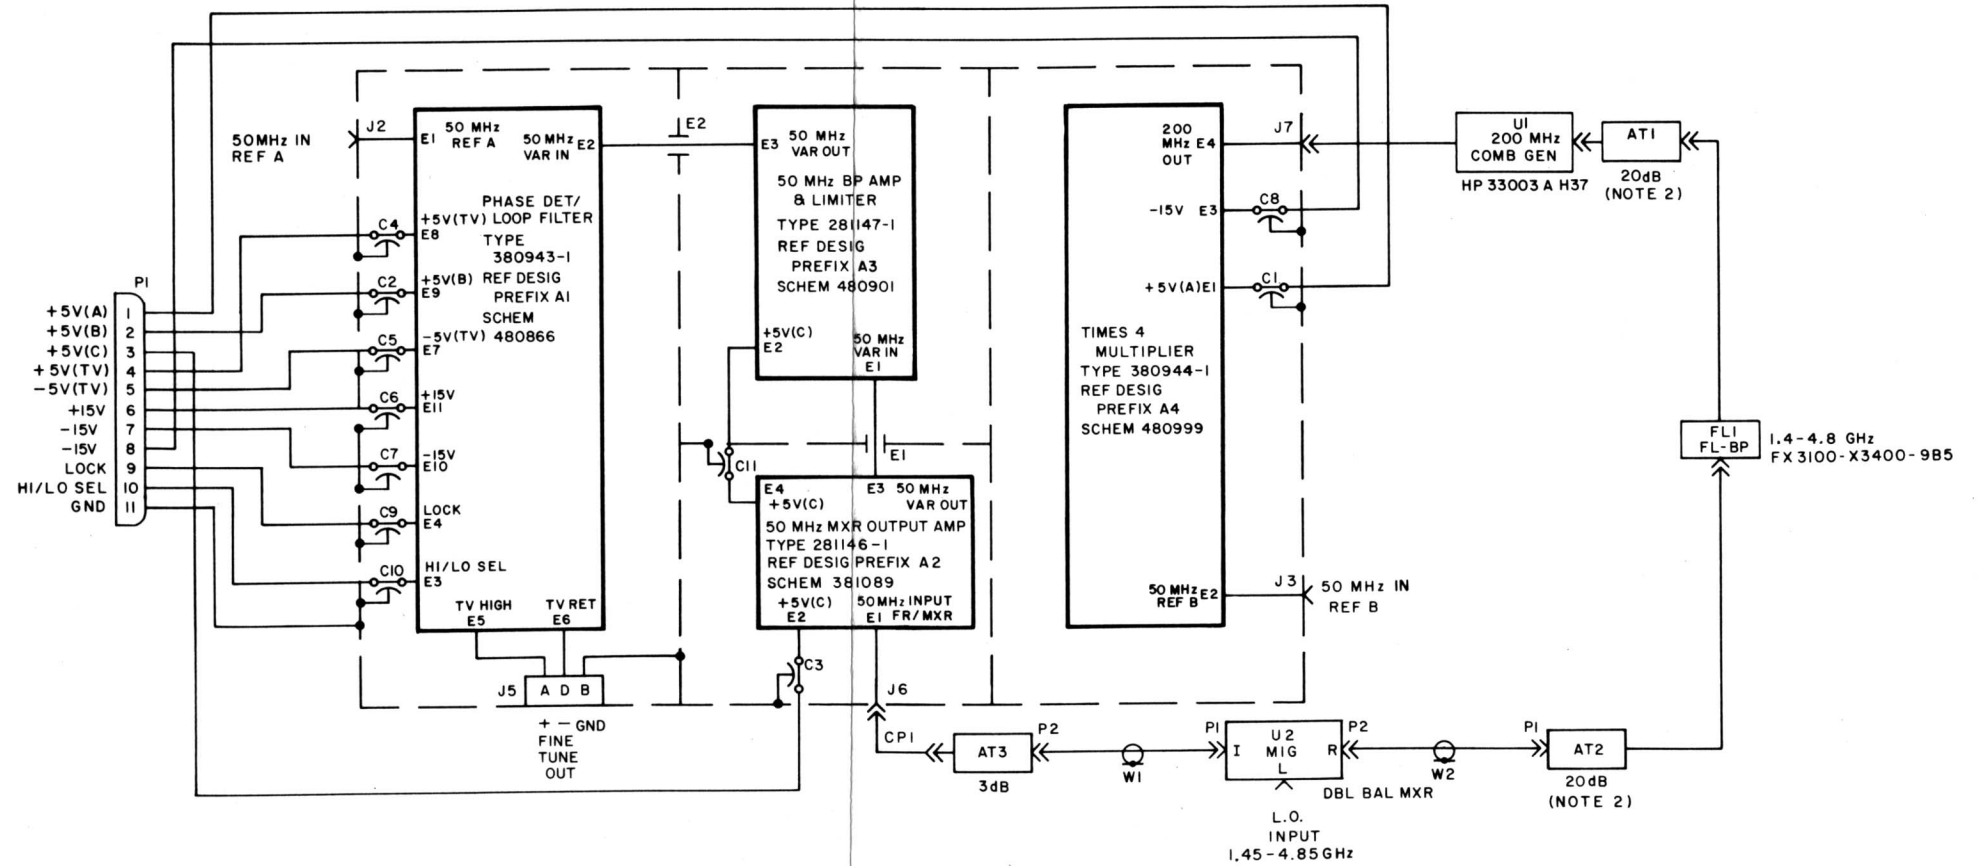 50MHz IN
REF A
J2
E1
50 MHz
REF A
50 MHz
VAR IN
E2
PHASE DET/
LOOP FILTER
TYPE
380943-1
REF DESIG
PREFIX A1
SCHEM
480866
C4
+5V(TV)
E8
C2
+5V(B)
E9
C5
-5V(TV)
E7
C6
+15V
E11
C7
-15V
E10
C9
LOCK
E4
C10
HI/LO SEL
E3
TV HIGH
E5
TV RET
E6
P1
+5V(A) 1
+5V(B) 2
+5V(C) 3
+5V(TV) 4
-5V(TV) 5
+15V 6
-15V 7
-15V 8
LOCK 9
HI/LO SEL 10
GND 11
J5
A D B
+ - GND
FINE
TUNE
OUT
E2
E3
50 MHz
VAR OUT
50 MHz BP AMP
& LIMITER
TYPE 281147-1
REF DESIG
PREFIX A3
SCHEM 480901
+5V(C)
E2
50 MHz
VAR IN
E1
C11
E1
E4
+5V(C)
E3 50 MHz
VAR OUT
50 MHz MXR OUTPUT AMP
TYPE 281146-1
REF DESIG PREFIX A2
SCHEM 381089
+5V(C)
E2
50MHz INPUT
E1 FR/MXR
C3
J6
CP1
200
MHz E4
OUT
J7
-15V E3
C8
+5V(A) E1
C1
TIMES 4
MULTIPLIER
TYPE 380944-1
REF DESIG
PREFIX A4
SCHEM 480999
50 MHz
REF B
E2
J3
50 MHz IN
REF B
U1
200 MHz
COMB GEN
HP 33003A H37
AT1
20dB
(NOTE 2)
FL1
FL-BP
1.4-4.8 GHz
FX3100-X3400-9B5
AT3
3dB
P2
W1
P1
I
U2
MIG
L
R
P2
DBL BAL MXR
L.O.
INPUT
1.45-4.85GHz
W2
P1
AT2
20dB
(NOTE 2)